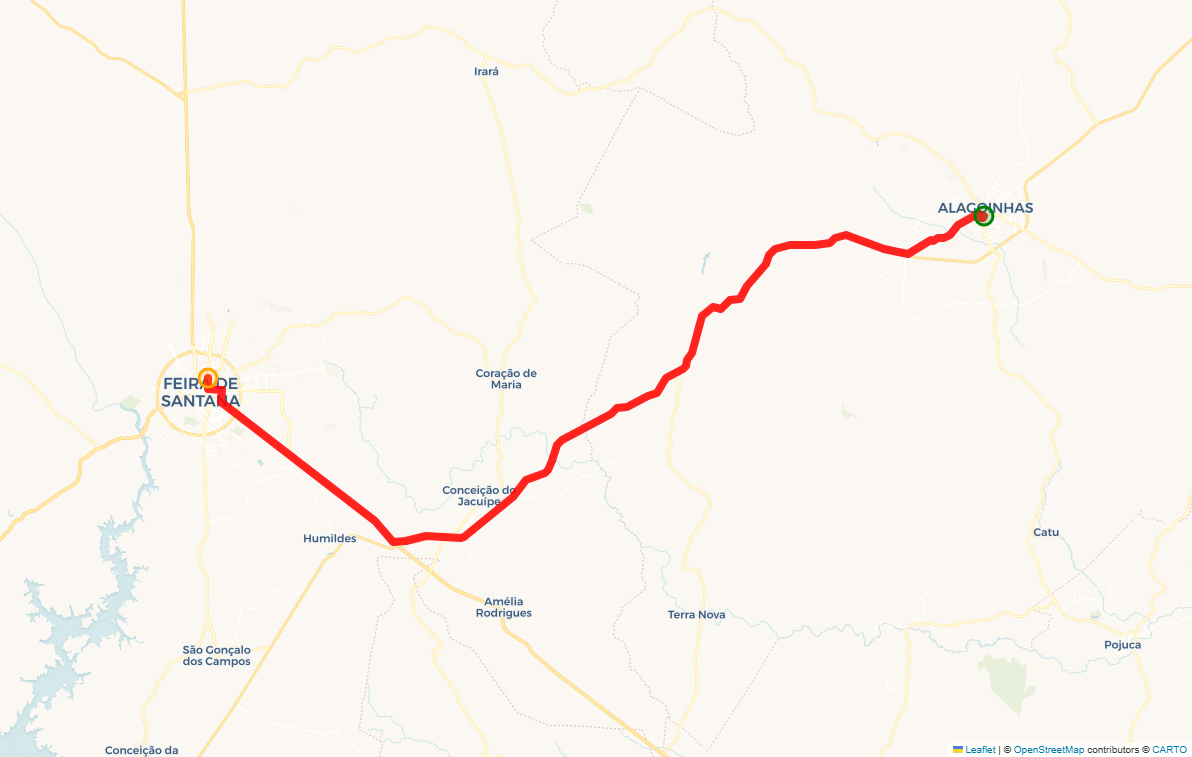 Irará
ALAGOINHAS
FEIRA DE
SANTANA
Coração de
Maria
Conceição do
Jacuípe
Humildes
Catu
Amélia
Rodrigues
Terra Nova
São Gonçalo
dos Campos
Pojuca
Conceição da
Leaflet | © OpenStreetMap contributors © CARTO